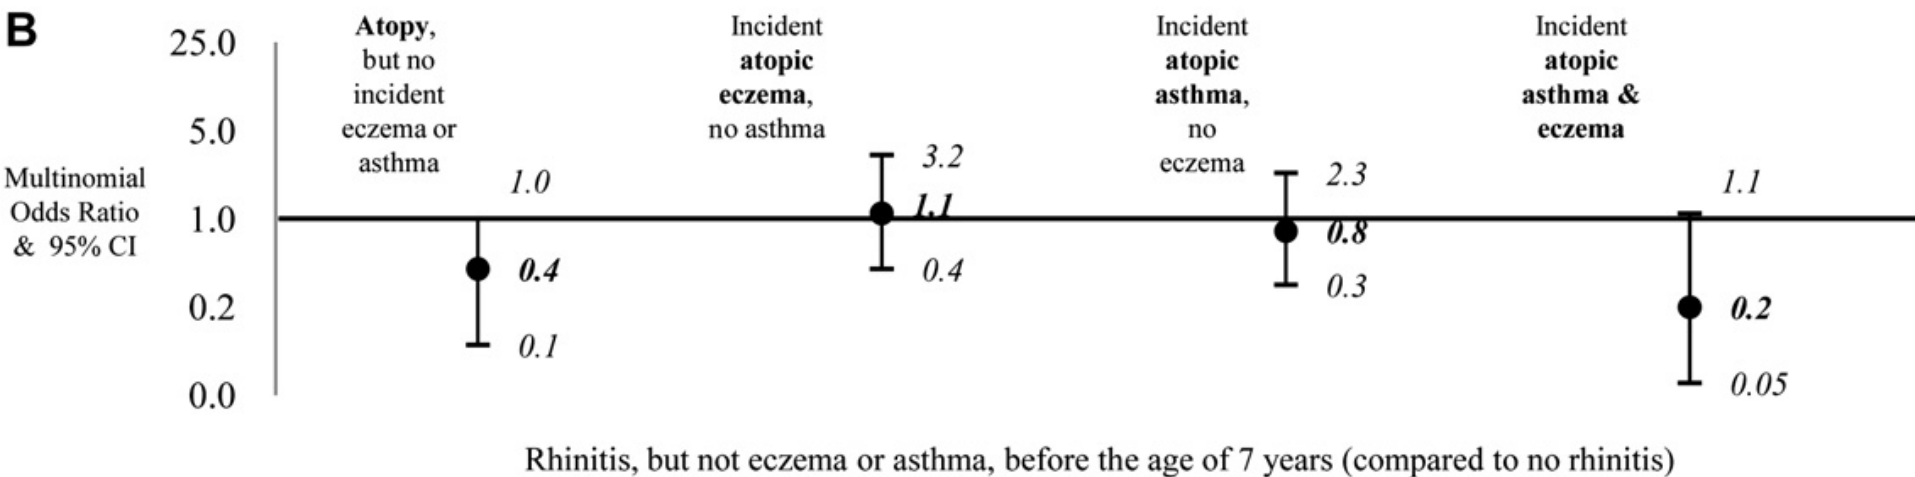 B
25.0
5.0
1.0
0.2
0.0
Multinomial
Odds Ratio
& 95% CI
Atopy,
but no
incident
eczema or
asthma
1.0
0.4
0.1
Incident
atopic
eczema,
no asthma
3.2
1.1
0.4
Incident
atopic
asthma,
no
eczema
2.3
0.8
0.3
Incident
atopic
asthma &
eczema
1.1
0.2
0.05
Rhinitis, but not eczema or asthma, before the age of 7 years (compared to no rhinitis)